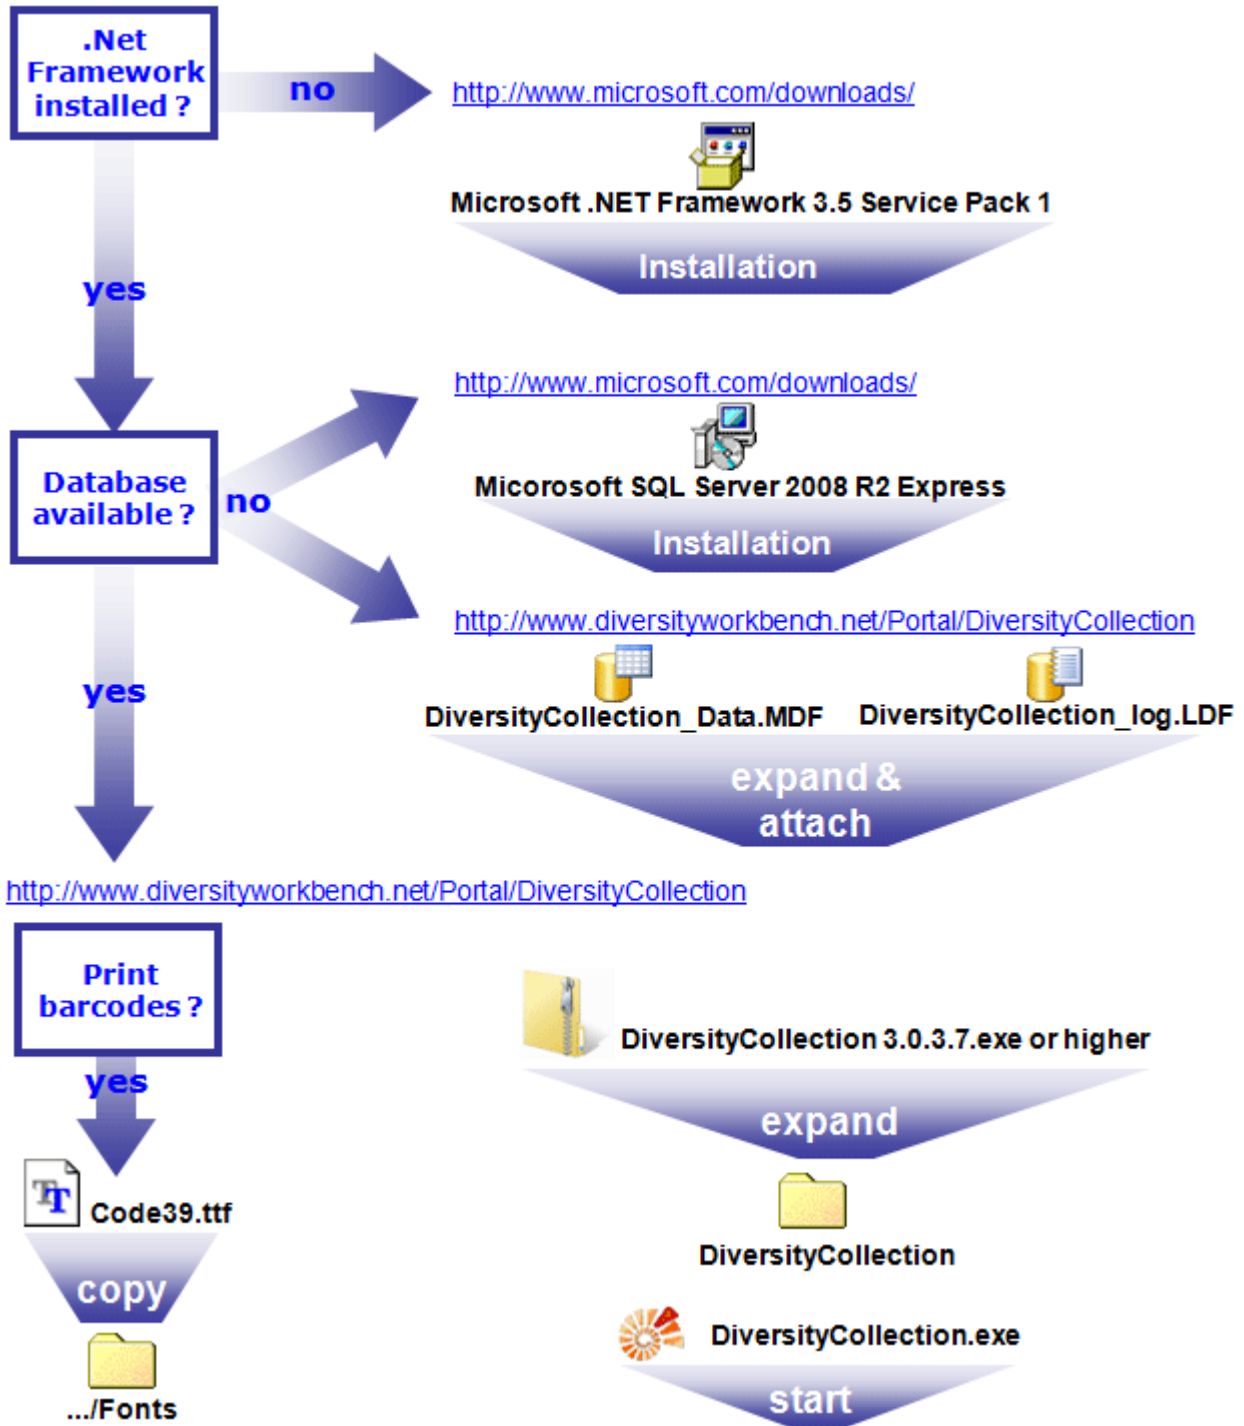 .Net
Framework
installed ?
no
http://www.microsoft.com/downloads/
Microsoft .NET Framework 3.5 Service Pack 1
Installation
yes
http://www.microsoft.com/downloads/
Micorosoft SQL Server 2008 R2 Express
Installation
Database
available ?
no
http://www.diversityworkbench.net/Portal/DiversityCollection
DiversityCollection_Data.MDF
DiversityCollection_log.LDF
expand &
attach
yes
http://www.diversityworkbench.net/Portal/DiversityCollection
Print
barcodes ?
yes
Code39.ttf
copy
.../Fonts
DiversityCollection 3.0.3.7.exe or higher
expand
DiversityCollection
DiversityCollection.exe
start